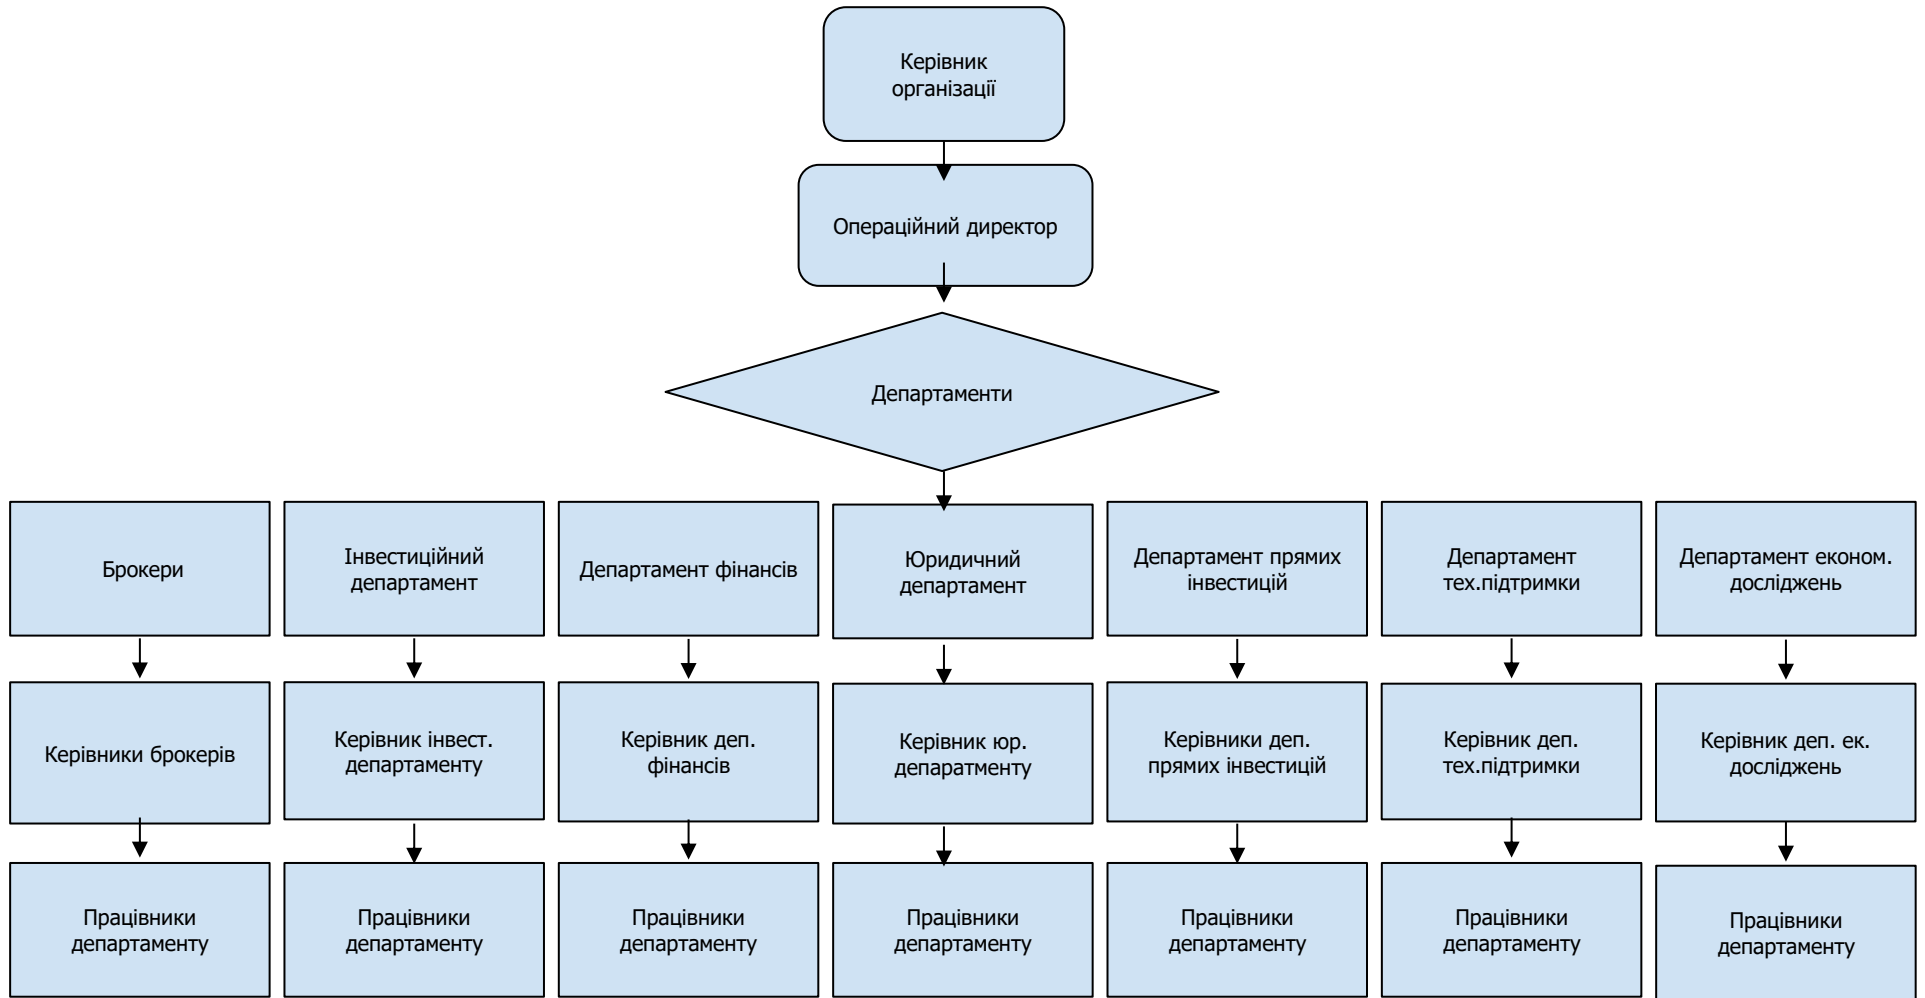 Керівник
організації
Операційний директор
Департаменти
Брокери
Інвестиційний
департамент
Департамент фінансів
Юридичний
департамент
Департамент прямих
інвестицій
Департамент
тех.підтримки
Департамент економ.
досліджень
Керівники брокерів
Керівник інвест.
департаменту
Керівник деп.
фінансів
Керівник юр.
депаратменту
Керівники деп.
прямих інвестицій
Керівник деп.
тех.підтримки
Керівник деп. ек.
досліджень
Працівники
департаменту
Працівники
департаменту
Працівники
департаменту
Працівники
департаменту
Працівники
департаменту
Працівники
департаменту
Працівники
департаменту